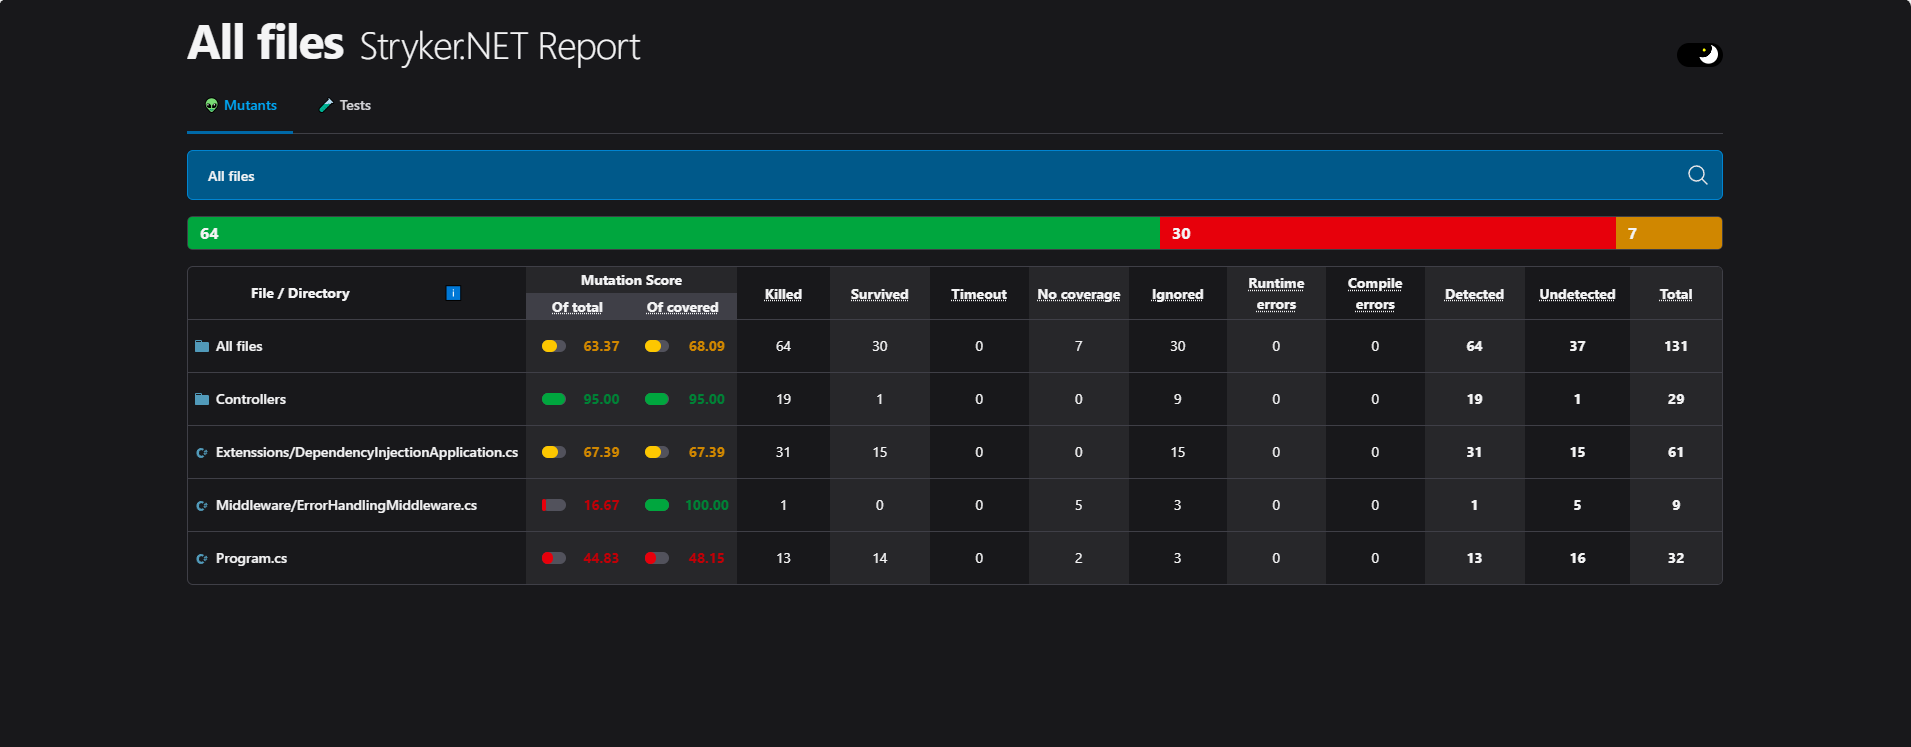 All files Stryker.NET Report
Mutants Tests
All files
64 30 7
File / Directory Mutation Score Killed Survived Timeout No coverage Ignored Runtime errors Compile errors Detected Undetected Total
Of total Of covered
All files 63.37 68.09 64 30 0 7 30 0 0 64 37 131
Controllers 95.00 95.00 19 1 0 0 9 0 0 19 1 29
Extenssions/DependencyInjectionApplication.cs 67.39 67.39 31 15 0 0 15 0 0 31 15 61
Middleware/ErrorHandlingMiddleware.cs 16.67 100.00 1 0 0 5 3 0 0 1 5 9
Program.cs 44.83 48.15 13 14 0 2 3 0 0 13 16 32